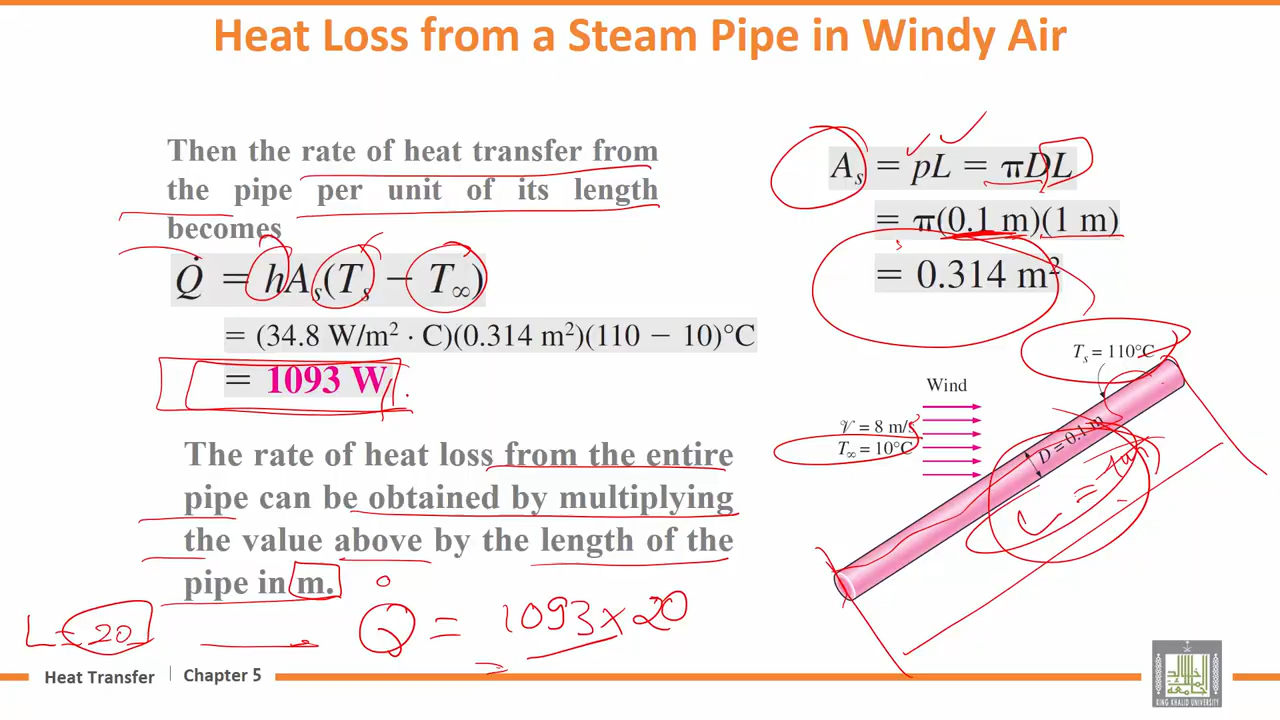 Heat Loss from a Steam Pipe in Windy Air
Then the rate of heat transfer from
the pipe per unit of its length
becomes
Q̇ = hAₛ(Tₛ − T∞)
= (34.8 W/m² · C)(0.314 m²)(110 − 10)°C
= 1093 W
The rate of heat loss from the entire
pipe can be obtained by multiplying
the value above by the length of the
pipe in m.
L = 20
Q̇ = 1093 × 20
=
Aₛ = pL = πDL
= π(0.1 m)(1 m)
= 0.314 m²
Tₛ = 110°C
Wind
𝒱 = 8 m/s
T∞ = 10°C
D = 0.1 m
Heat Transfer
Chapter 5
KING KHALID UNIVERSITY